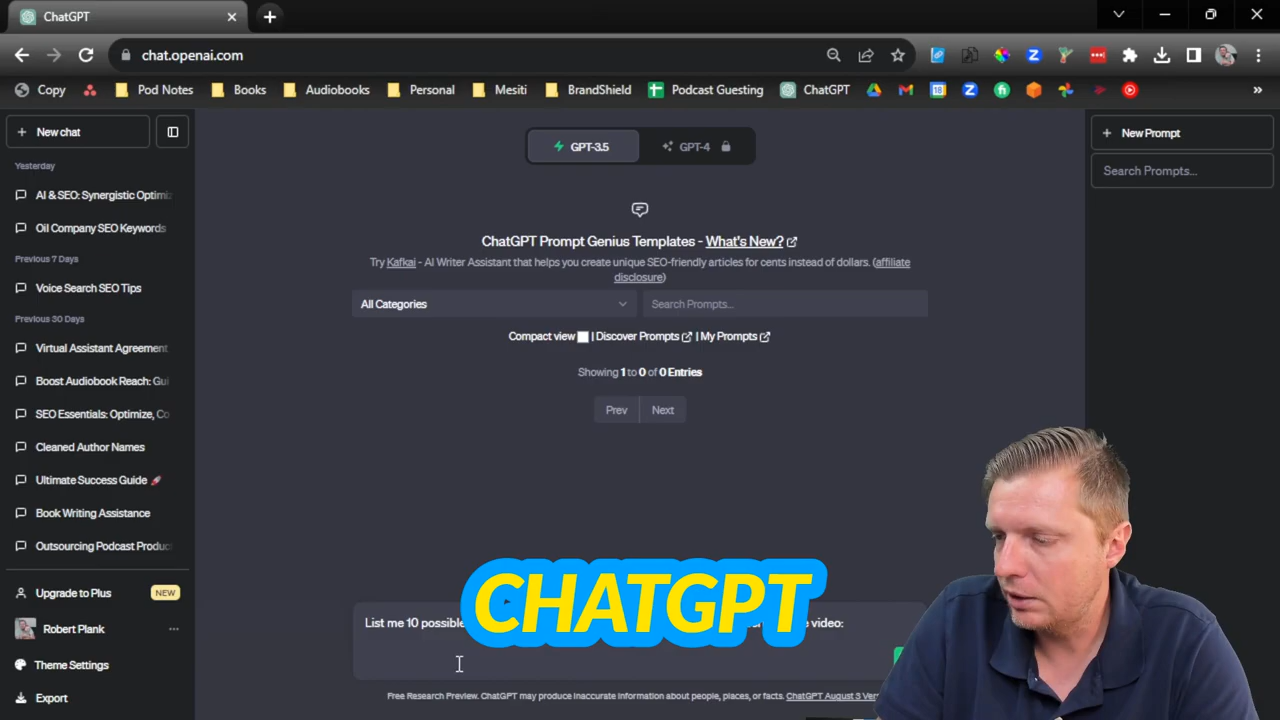 ChatGPT
chat.openai.com
Copy
Pod Notes
Books
Audiobooks
Personal
Mesiti
BrandShield
Podcast Guesting
ChatGPT
18
»
+ New chat
Yesterday
AI & SEO: Synergistic Optimiz
Oil Company SEO Keywords
Previous 7 Days
Voice Search SEO Tips
Previous 30 Days
Virtual Assistant Agreement
Boost Audiobook Reach: Gui
SEO Essentials: Optimize, Co
Cleaned Author Names
Ultimate Success Guide 🚀
Book Writing Assistance
Outsourcing Podcast Produc
Upgrade to Plus NEW
Robert Plank ...
Theme Settings
Export
GPT-3.5 GPT-4
ChatGPT Prompt Genius Templates - What's New?
Try Kafkai - AI Writer Assistant that helps you create unique SEO-friendly articles for cents instead of dollars. (affiliate
disclosure)
All Categories
Search Prompts...
Compact view | Discover Prompts | My Prompts
Showing 1 to 0 of 0 Entries
Prev Next
CHATGPT
List me 10 possible video:
Free Research Preview. ChatGPT may produce inaccurate information about people, places, or facts. ChatGPT August 3 Ver
+ New Prompt
Search Prompts...